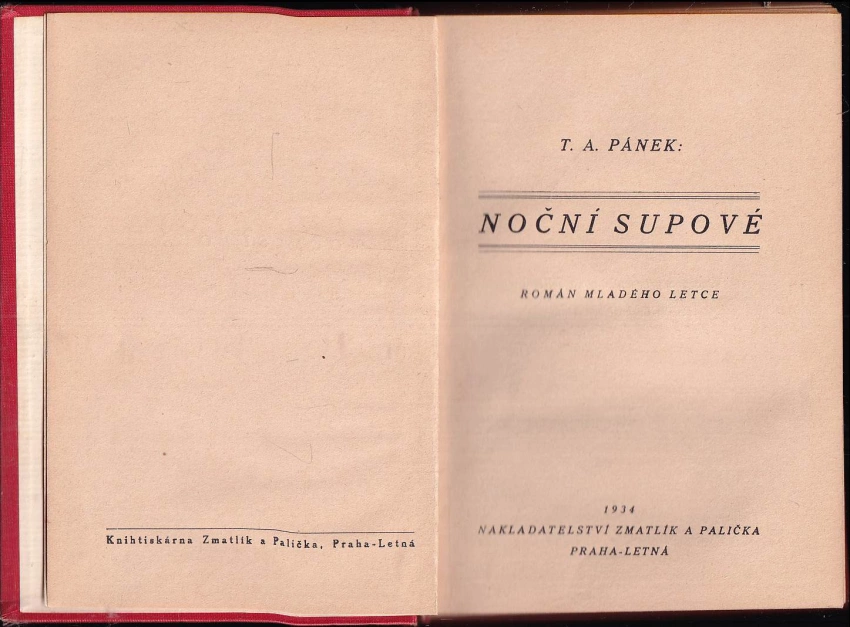 Knihtiskárna Zmatlík a Palička, Praha-Letná
T. A. PÁNEK:
NOČNÍ SUPOVÉ
ROMÁN MLADÉHO LETCE
1934
NAKLADATELSTVÍ ZMATLÍK A PALIČKA
PRAHA-LETNÁ